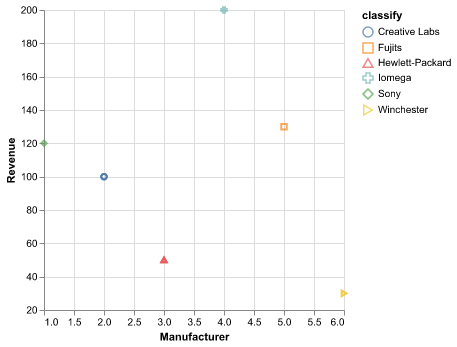 200
180
160
140
120
100
80
60
40
20
Revenue
1.0 1.5 2.0 2.5 3.0 3.5 4.0 4.5 5.0 5.5 6.0
Manufacturer
classify
Creative Labs
Fujits
Hewlett-Packard
Iomega
Sony
Winchester